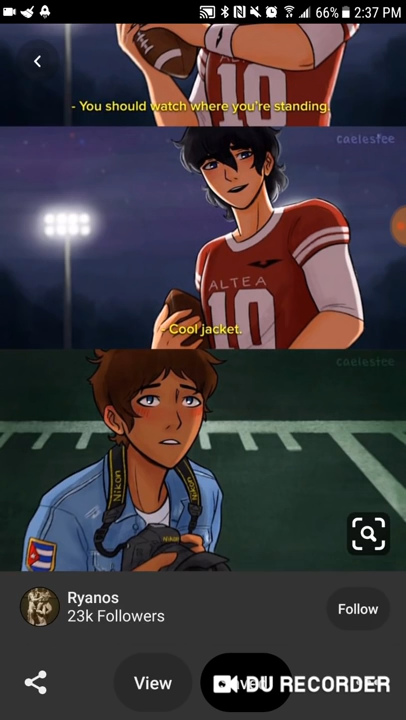 66% 2:37 PM
10
- You should watch where you're standing.
caelestee
ALTEA
10
- Cool jacket.
caelestee
Nikon
Nikon
Nikon
Ryanos
23k Followers
Follow
View
DU RECORDER